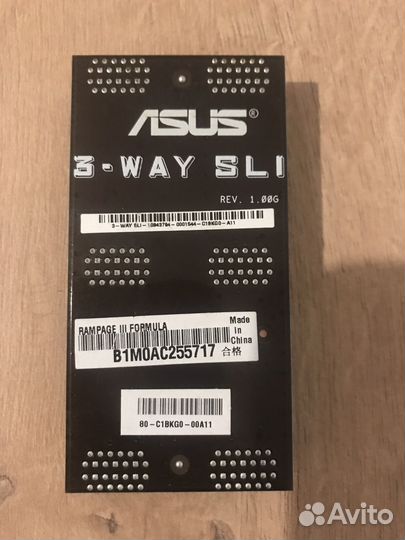 ASUS®
3-WAY SLI
REV. 1.00G
3-WAY SLI-10943794-0001544-C1BKG0-A11
RAMPAGE III FORMULA
Made in China
B1M0AC255717 合格
80-C1BKG0-00A11
Avito